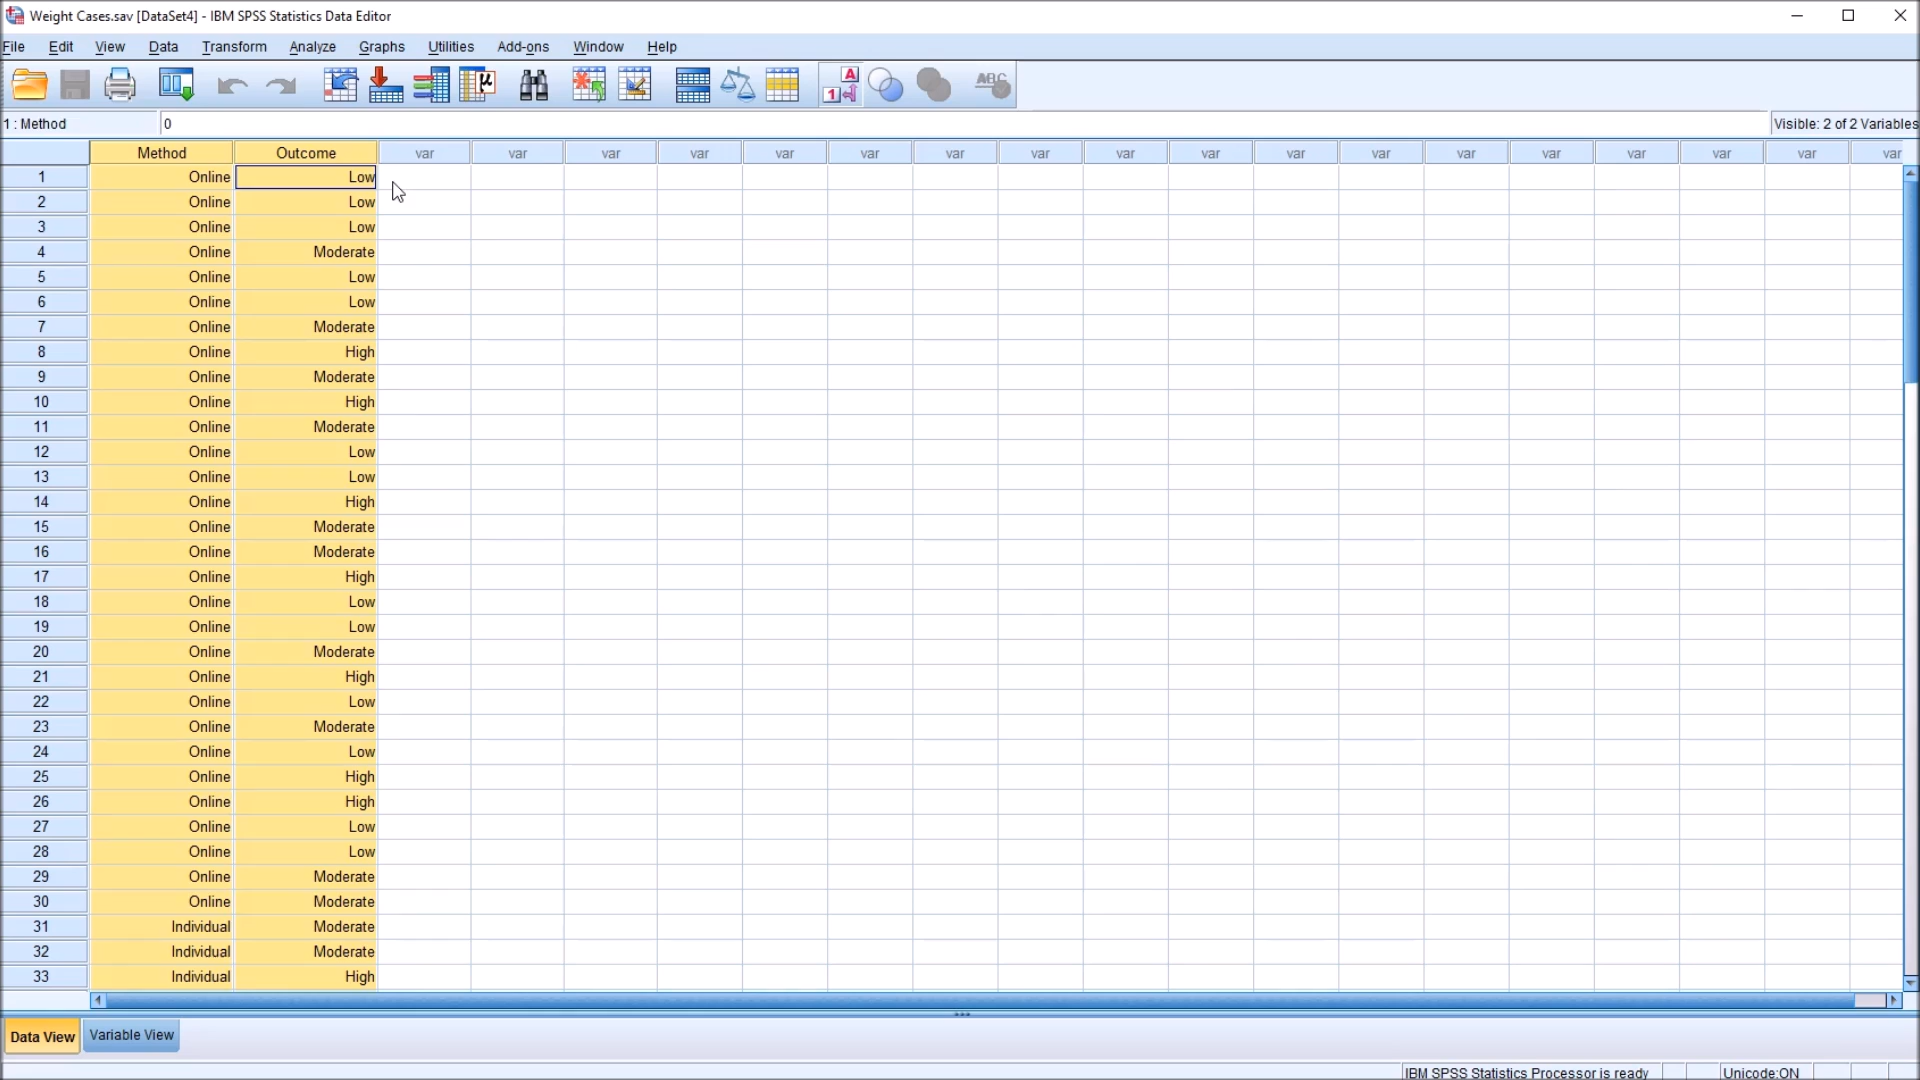 Weight Cases.sav [DataSet4] - IBM SPSS Statistics Data Editor
File Edit View Data Transform Analyze Graphs Utilities Add-ons Window Help
1 : Method 0 Visible: 2 of 2 Variables
Method Outcome var var var var var var var var var var var var var var var var var var
1 Online Low
2 Online Low
3 Online Low
4 Online Moderate
5 Online Low
6 Online Low
7 Online Moderate
8 Online High
9 Online Moderate
10 Online High
11 Online Moderate
12 Online Low
13 Online Low
14 Online High
15 Online Moderate
16 Online Moderate
17 Online High
18 Online Low
19 Online Low
20 Online Moderate
21 Online High
22 Online Low
23 Online Moderate
24 Online Low
25 Online High
26 Online High
27 Online Low
28 Online Low
29 Online Moderate
30 Online Moderate
31 Individual Moderate
32 Individual Moderate
33 Individual High
Data View Variable View
IBM SPSS Statistics Processor is ready Unicode:ON